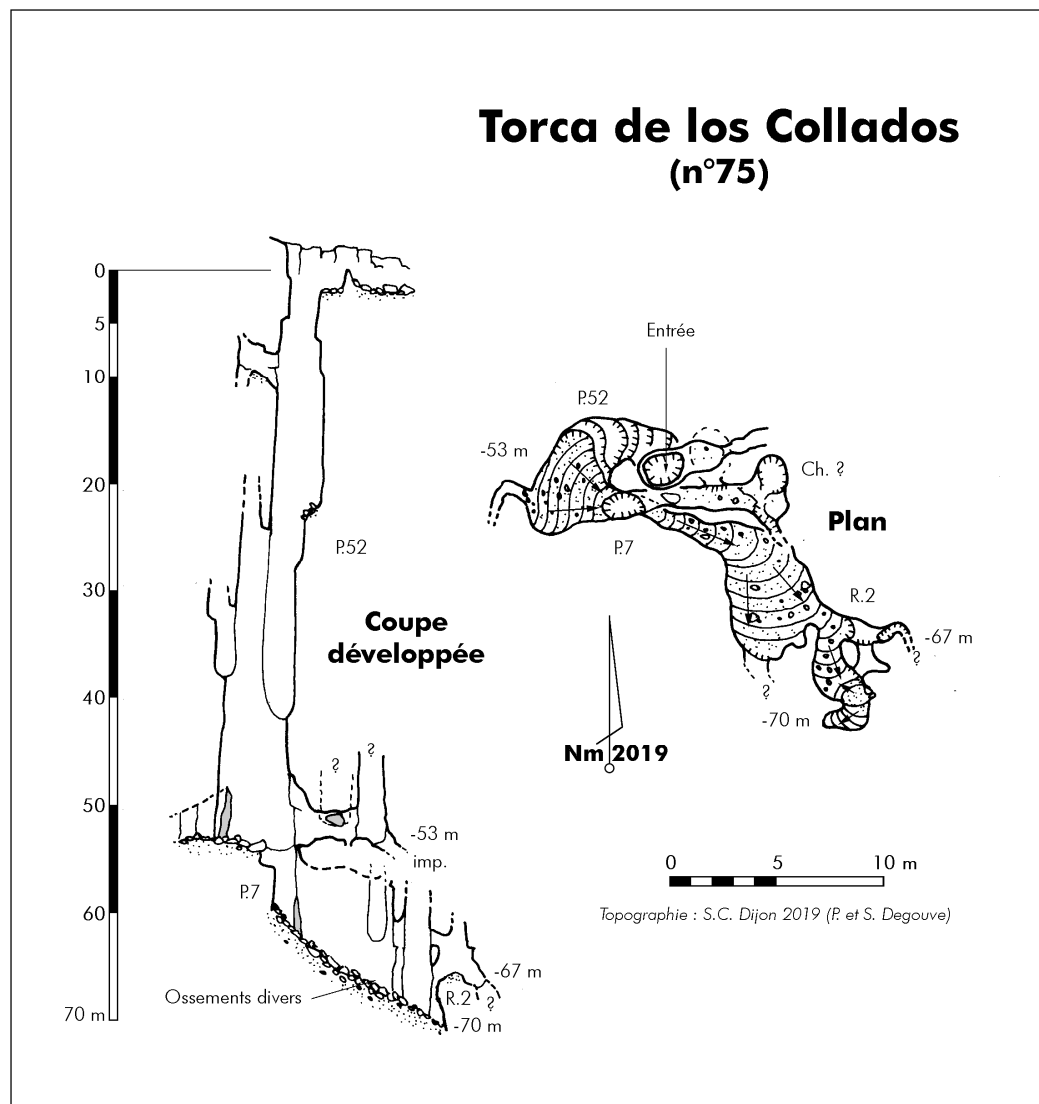 Torca de los Collados
(n°75)
0
5
10
20
30
40
50
60
70 m
P.52
Coupe
développée
?
?
-53 m
imp.
P.7
-67 m
?
R.2
-70 m
Ossements divers
Entrée
P.52
-53 m
Ch. ?
Plan
P.7
R.2
-67 m
?
?
-70 m
Nm 2019
0
5
10 m
Topographie : S.C. Dijon 2019 (P. et S. Degouve)